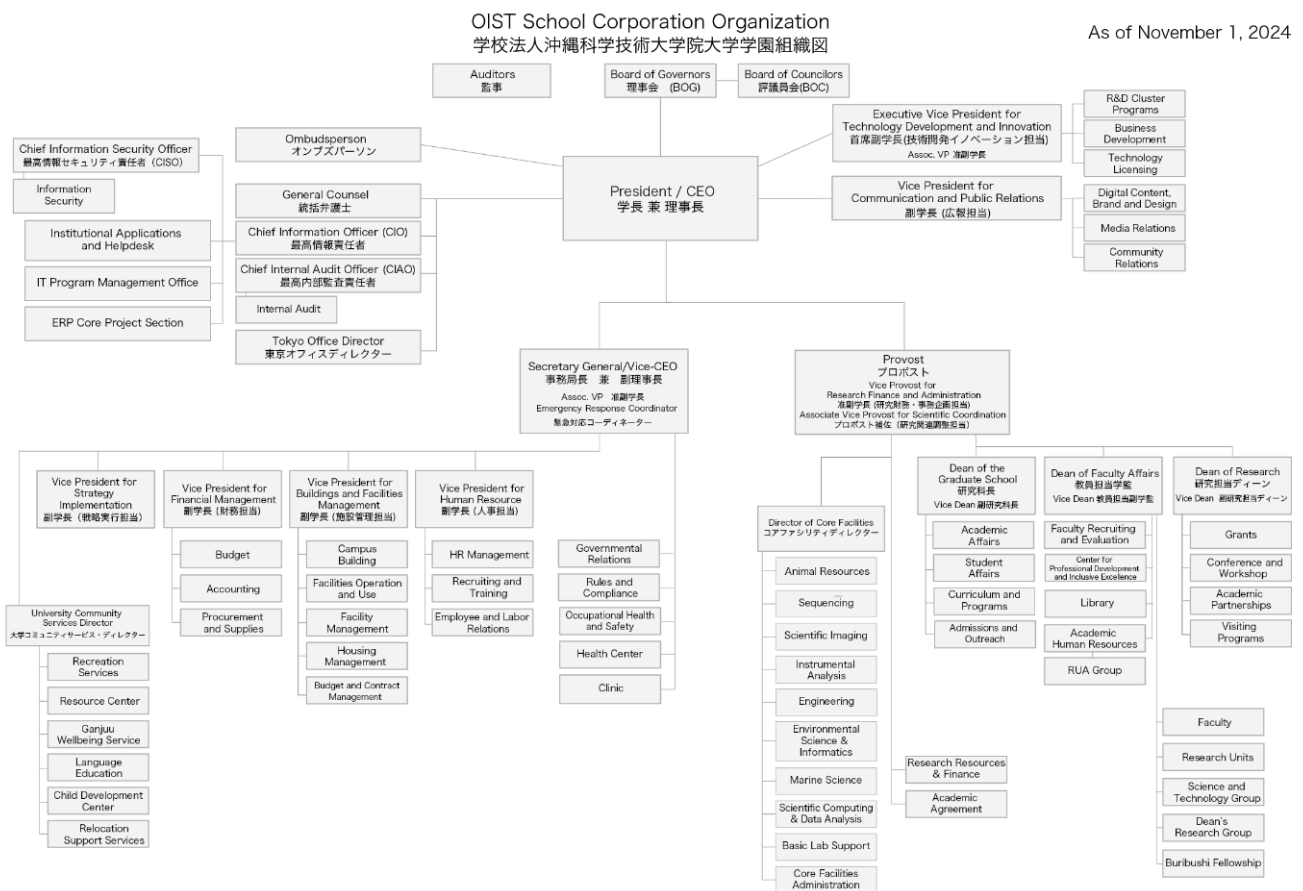 OIST School Corporation Organization
学校法人沖縄科学技術大学院大学学園組織図
As of November 1, 2024
Auditors
監事
Board of Governors
理事会 (BOG)
Board of Councilors
評議員会(BOC)
Ombudsperson
オンブズパーソン
President / CEO
学長 兼 理事長
Executive Vice President for
Technology Development and Innovation
首席副学長(技術開発イノベーション担当)
Assoc. VP 准副学長
R&D Cluster
Programs
Business
Development
Technology
Licensing
Vice President for
Communication and Public Relations
副学長 (広報担当)
Digital Content,
Brand and Design
Media Relations
Community
Relations
Chief Information Security Officer
最高情報セキュリティ責任者（CISO）
Information
Security
General Counsel
統括弁護士
Chief Information Officer (CIO)
最高情報責任者
Institutional Applications
and Helpdesk
IT Program Management Office
ERP Core Project Section
Chief Internal Audit Officer (CIAO)
最高内部監査責任者
Internal Audit
Tokyo Office Director
東京オフィスディレクター
Secretary General/Vice-CEO
事務局長 兼 副理事長
Assoc. VP 准副学長
Emergency Response Coordinator
緊急対応コーディネーター
Provost
プロボスト
Vice Provost for
Research Finance and Administration
准副学長 (研究財務・事務企画担当)
Associate Vice Provost for Scientific Coordination
プロボスト補佐（研究関連調整担当）
Vice President for
Strategy
Implementation
副学長（戦略実行担当）
Vice President for
Financial Management
副学長 (財務担当)
Budget
Accounting
Procurement
and Supplies
Vice President for
Buildings and Facilities
Management
副学長 (施設管理担当)
Campus
Building
Facilities Operation
and Use
Facility
Management
Housing
Management
Budget and Contract
Management
Vice President for
Human Resource
副学長 (人事担当)
HR Management
Recruiting and
Training
Employee and Labor
Relations
Governmental
Relations
Rules and
Compliance
Occupational Health
and Safety
Health Center
Clinic
University Community
Services Director
大学コミュニティサービス・ディレクター
Recreation
Services
Resource Center
Ganjuu
Wellbeing Service
Language
Education
Child Development
Center
Relocation
Support Services
Director of Core Facilities
コアファシリティディレクター
Animal Resources
Sequencing
Scientific Imaging
Instrumental
Analysis
Engineering
Environmental
Science &
Informatics
Marine Science
Scientific Computing
& Data Analysis
Basic Lab Support
Core Facilities
Administration
Research Resources
& Finance
Academic
Agreement
Dean of the
Graduate School
研究科長
Vice Dean 副研究科長
Academic
Affairs
Student
Affairs
Curriculum and
Programs
Admissions and
Outreach
Dean of Faculty Affairs
教員担当学監
Vice Dean 教員担当副学監
Faculty Recruiting
and Evaluation
Center for
Professional Development
and Inclusive Excellence
Library
Academic
Human Resources
RUA Group
Dean of Research
研究担当ディーン
Vice Dean 副研究担当ディーン
Grants
Conference and
Workshop
Academic
Partnerships
Visiting
Programs
Faculty
Research Units
Science and
Technology Group
Dean's
Research Group
Buribushi Fellowship